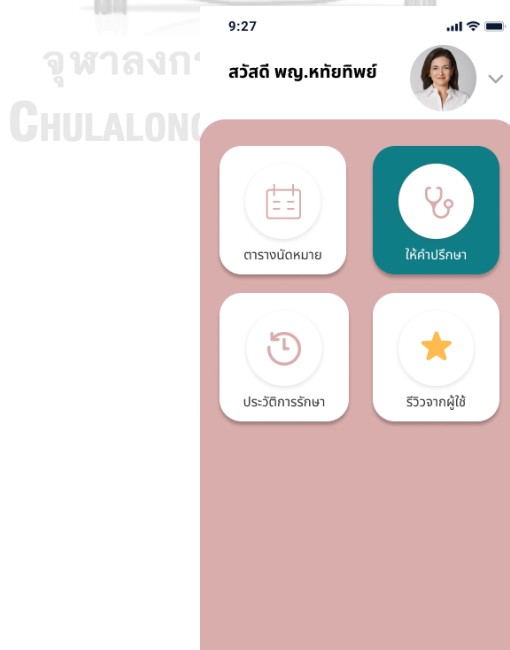 9:27
สวัสดี พญ.หทัยทิพย์
จุฬาลงก
CHULALONG
ตารางนัดหมาย
ให้คำปรึกษา
ประวัติการรักษา
รีวิวจากผู้ใช้